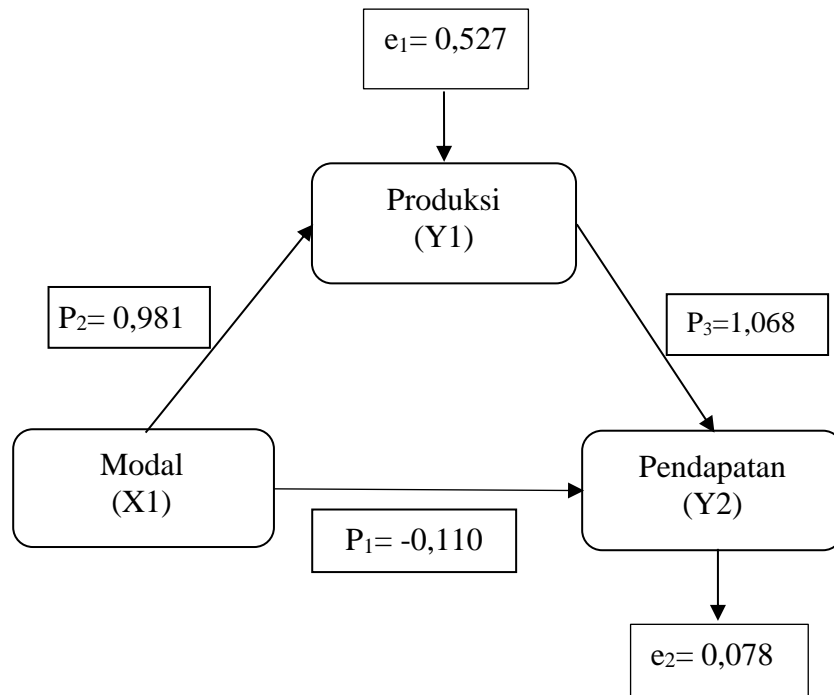 e₁= 0,527
Produksi
(Y1)
P₂= 0,981
P₃=1,068
Modal
(X1)
Pendapatan
(Y2)
P₁= -0,110
e₂= 0,078